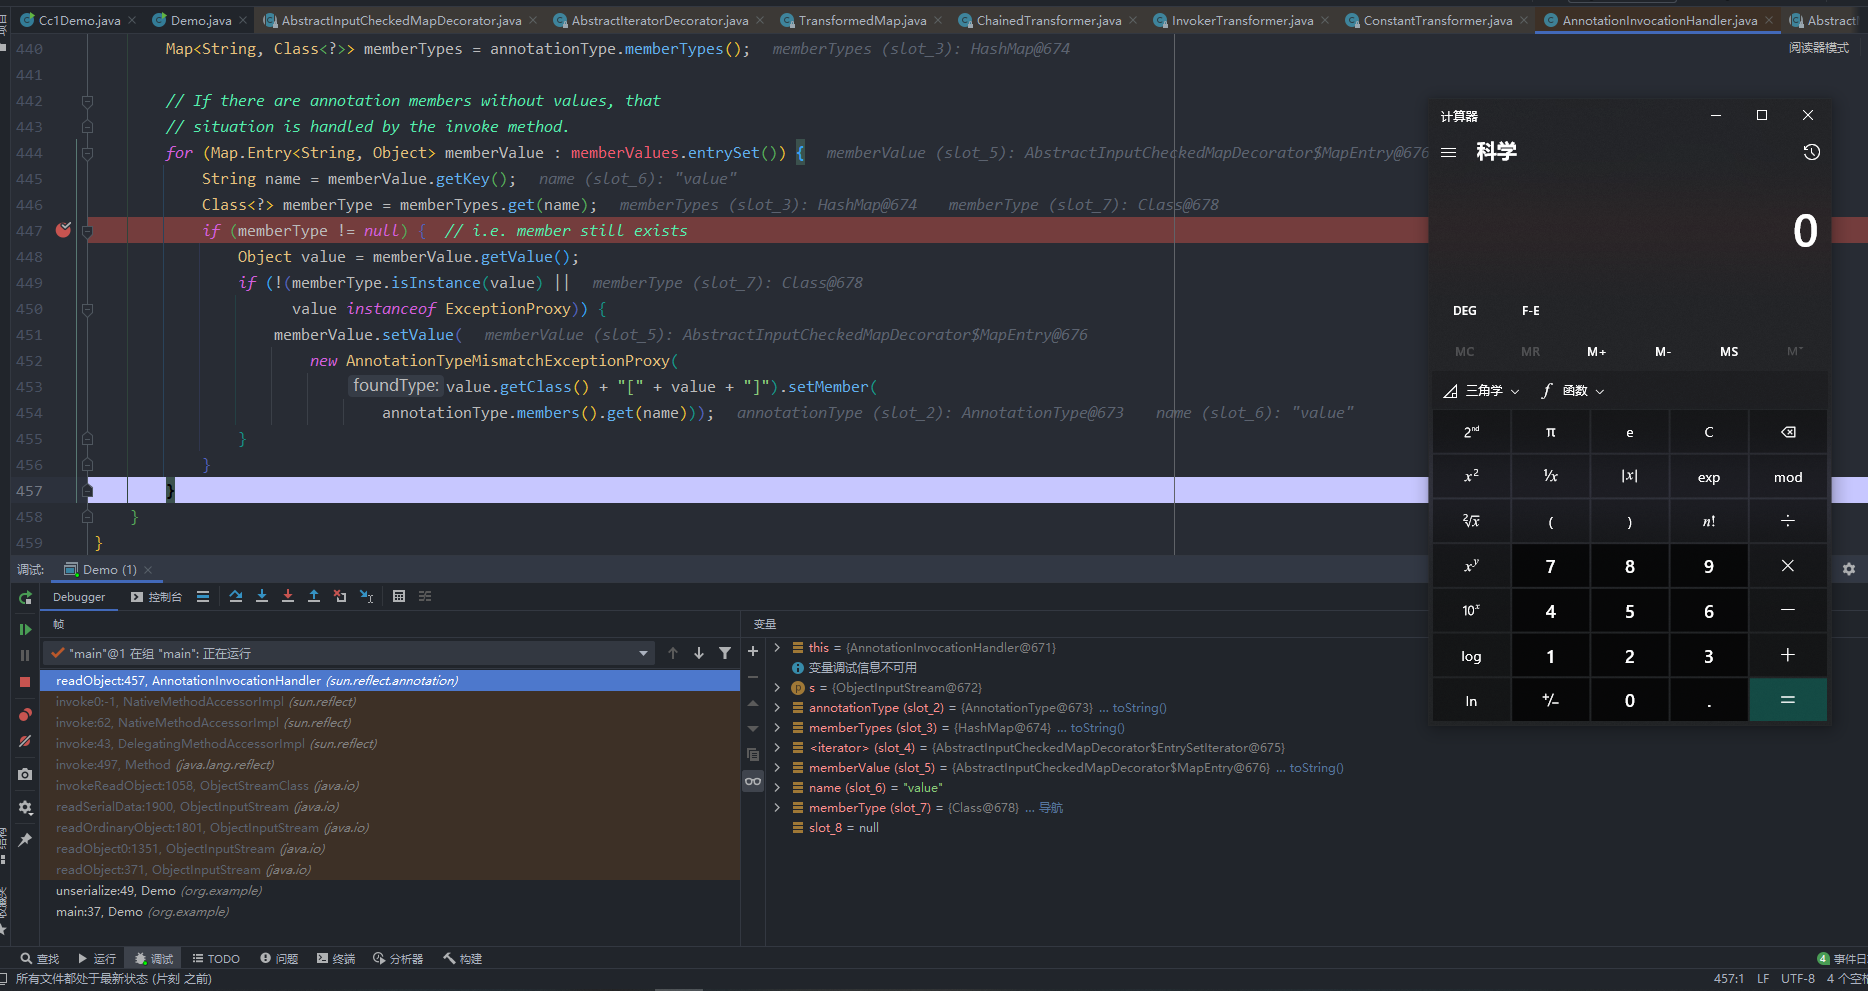 Cc1Demo.java
Demo.java
AbstractInputCheckedMapDecorator.java
AbstractIteratorDecorator.java
TransformedMap.java
ChainedTransformer.java
InvokerTransformer.java
ConstantTransformer.java
AnnotationInvocationHandler.java
Abstract
阅读器模式
440 Map<String, Class<?>> memberTypes = annotationType.memberTypes(); memberTypes (slot_3): HashMap@674
441
442 // If there are annotation members without values, that
443 // situation is handled by the invoke method.
444 for (Map.Entry<String, Object> memberValue : memberValues.entrySet()) { memberValue (slot_5): AbstractInputCheckedMapDecorator$MapEntry@676
445 String name = memberValue.getKey(); name (slot_6): "value"
446 Class<?> memberType = memberTypes.get(name); memberTypes (slot_3): HashMap@674 memberType (slot_7): Class@678
447 if (memberType != null) { // i.e. member still exists
448 Object value = memberValue.getValue();
449 if (!(memberType.isInstance(value) || memberType (slot_7): Class@678
450 value instanceof ExceptionProxy)) {
451 memberValue.setValue( memberValue (slot_5): AbstractInputCheckedMapDecorator$MapEntry@676
452 new AnnotationTypeMismatchExceptionProxy(
453 foundType: value.getClass() + "[" + value + "]").setMember(
454 annotationType.members().get(name))); annotationType (slot_2): AnnotationType@673 name (slot_6): "value"
455 }
456 }
457 }
458 }
459 }
计算器
科学
0
DEG F-E
MC MR M+ M- MS M˅
三角学 f 函数
2ⁿᵈ π e C
x² ¹/x |x| exp mod
²√x ( ) n! ÷
xʸ 7 8 9 ×
10ˣ 4 5 6 −
log 1 2 3 +
ln +/− 0 . =
调试: Demo (1)
Debugger 控制台
帧
"main"@1 在组 "main": 正在运行
readObject:457, AnnotationInvocationHandler (sun.reflect.annotation)
invoke0:-1, NativeMethodAccessorImpl (sun.reflect)
invoke:62, NativeMethodAccessorImpl (sun.reflect)
invoke:43, DelegatingMethodAccessorImpl (sun.reflect)
invoke:497, Method (java.lang.reflect)
invokeReadObject:1058, ObjectStreamClass (java.io)
readSerialData:1900, ObjectInputStream (java.io)
readOrdinaryObject:1801, ObjectInputStream (java.io)
readObject0:1351, ObjectInputStream (java.io)
readObject:371, ObjectInputStream (java.io)
unserialize:49, Demo (org.example)
main:37, Demo (org.example)
变量
this = {AnnotationInvocationHandler@671}
变量调试信息不可用
s = {ObjectInputStream@672}
annotationType (slot_2) = {AnnotationType@673} ... toString()
memberTypes (slot_3) = {HashMap@674} ... toString()
<iterator> (slot_4) = {AbstractInputCheckedMapDecorator$EntrySetIterator@675}
memberValue (slot_5) = {AbstractInputCheckedMapDecorator$MapEntry@676} ... toString()
name (slot_6) = "value"
memberType (slot_7) = {Class@678} ... 导航
slot_8 = null
查找 运行 调试 TODO 问题 终端 分析器 构建
4 事件日
所有文件都处于最新状态 (片刻 之前)
457:1 LF UTF-8 4 个空